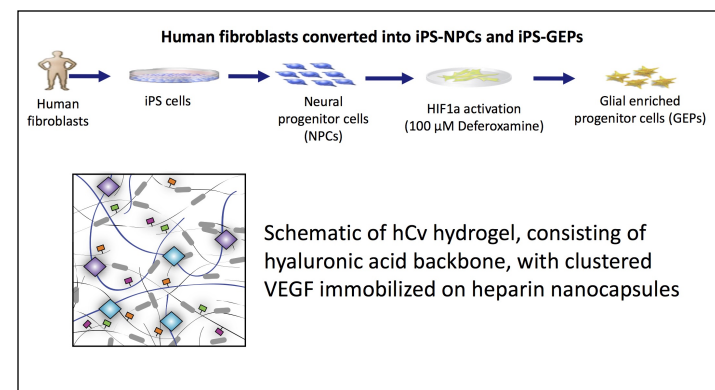 Human fibroblasts converted into iPS-NPCs and iPS-GEPs
Human
fibroblasts
iPS cells
Neural
progenitor cells
(NPCs)
HIF1a activation
(100 µM Deferoxamine)
Glial enriched
progenitor cells (GEPs)
Schematic of hCv hydrogel, consisting of
hyaluronic acid backbone, with clustered
VEGF immobilized on heparin nanocapsules